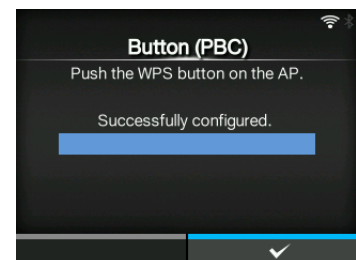 Button (PBC)
Push the WPS button on the AP.
Successfully configured.